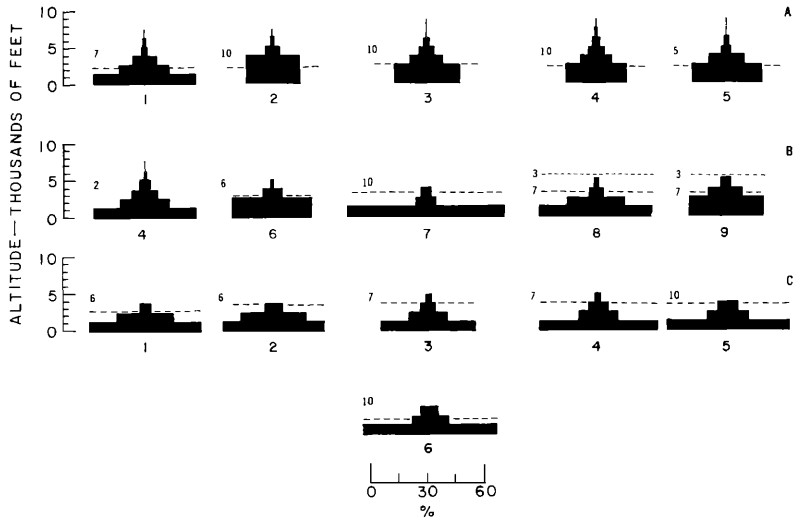 ALTITUDE—THOUSANDS OF FEET
10 A
5 7 10 10 10 5
0
1 2 3 4 5
10 B
5 2 6 10 3 7 3 7
0
4 6 7 8 9
10 C
5 6 6 7 7 10
0
1 2 3 4 5
10
6
0 30 60
%